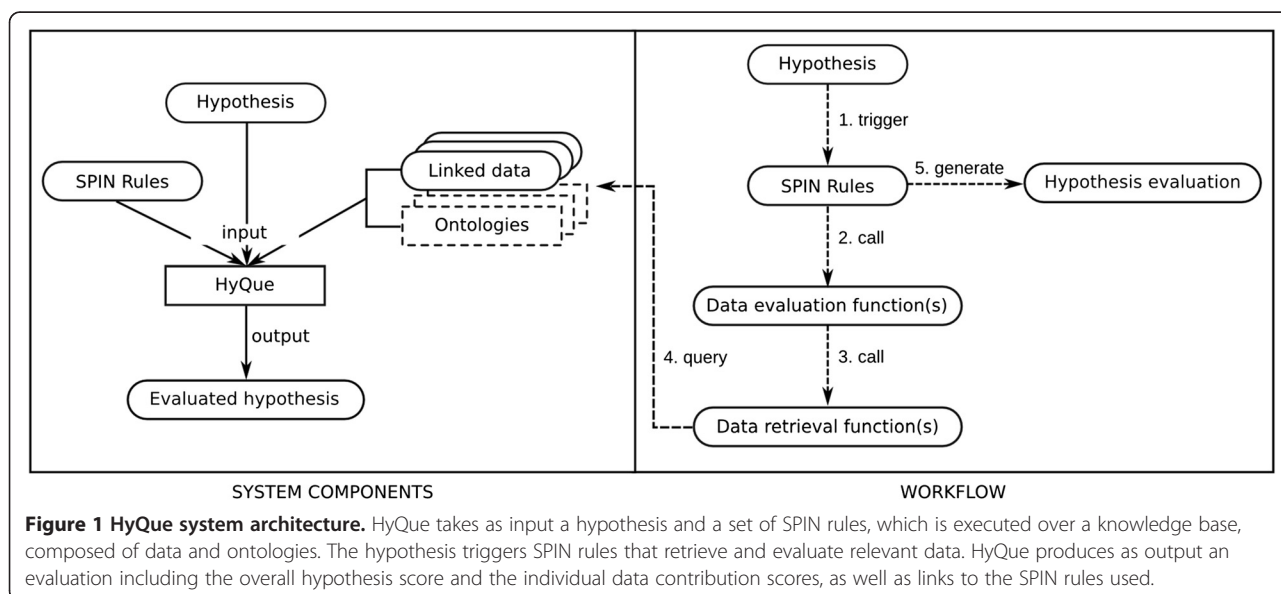 Hypothesis
SPIN Rules
Linked data
Ontologies
input
HyQue
output
Evaluated hypothesis
Hypothesis
1. trigger
SPIN Rules
5. generate
Hypothesis evaluation
2. call
Data evaluation function(s)
3. call
4. query
Data retrieval function(s)
SYSTEM COMPONENTS
WORKFLOW
Figure 1 HyQue system architecture. HyQue takes as input a hypothesis and a set of SPIN rules, which is executed over a knowledge base,
composed of data and ontologies. The hypothesis triggers SPIN rules that retrieve and evaluate relevant data. HyQue produces as output an
evaluation including the overall hypothesis score and the individual data contribution scores, as well as links to the SPIN rules used.